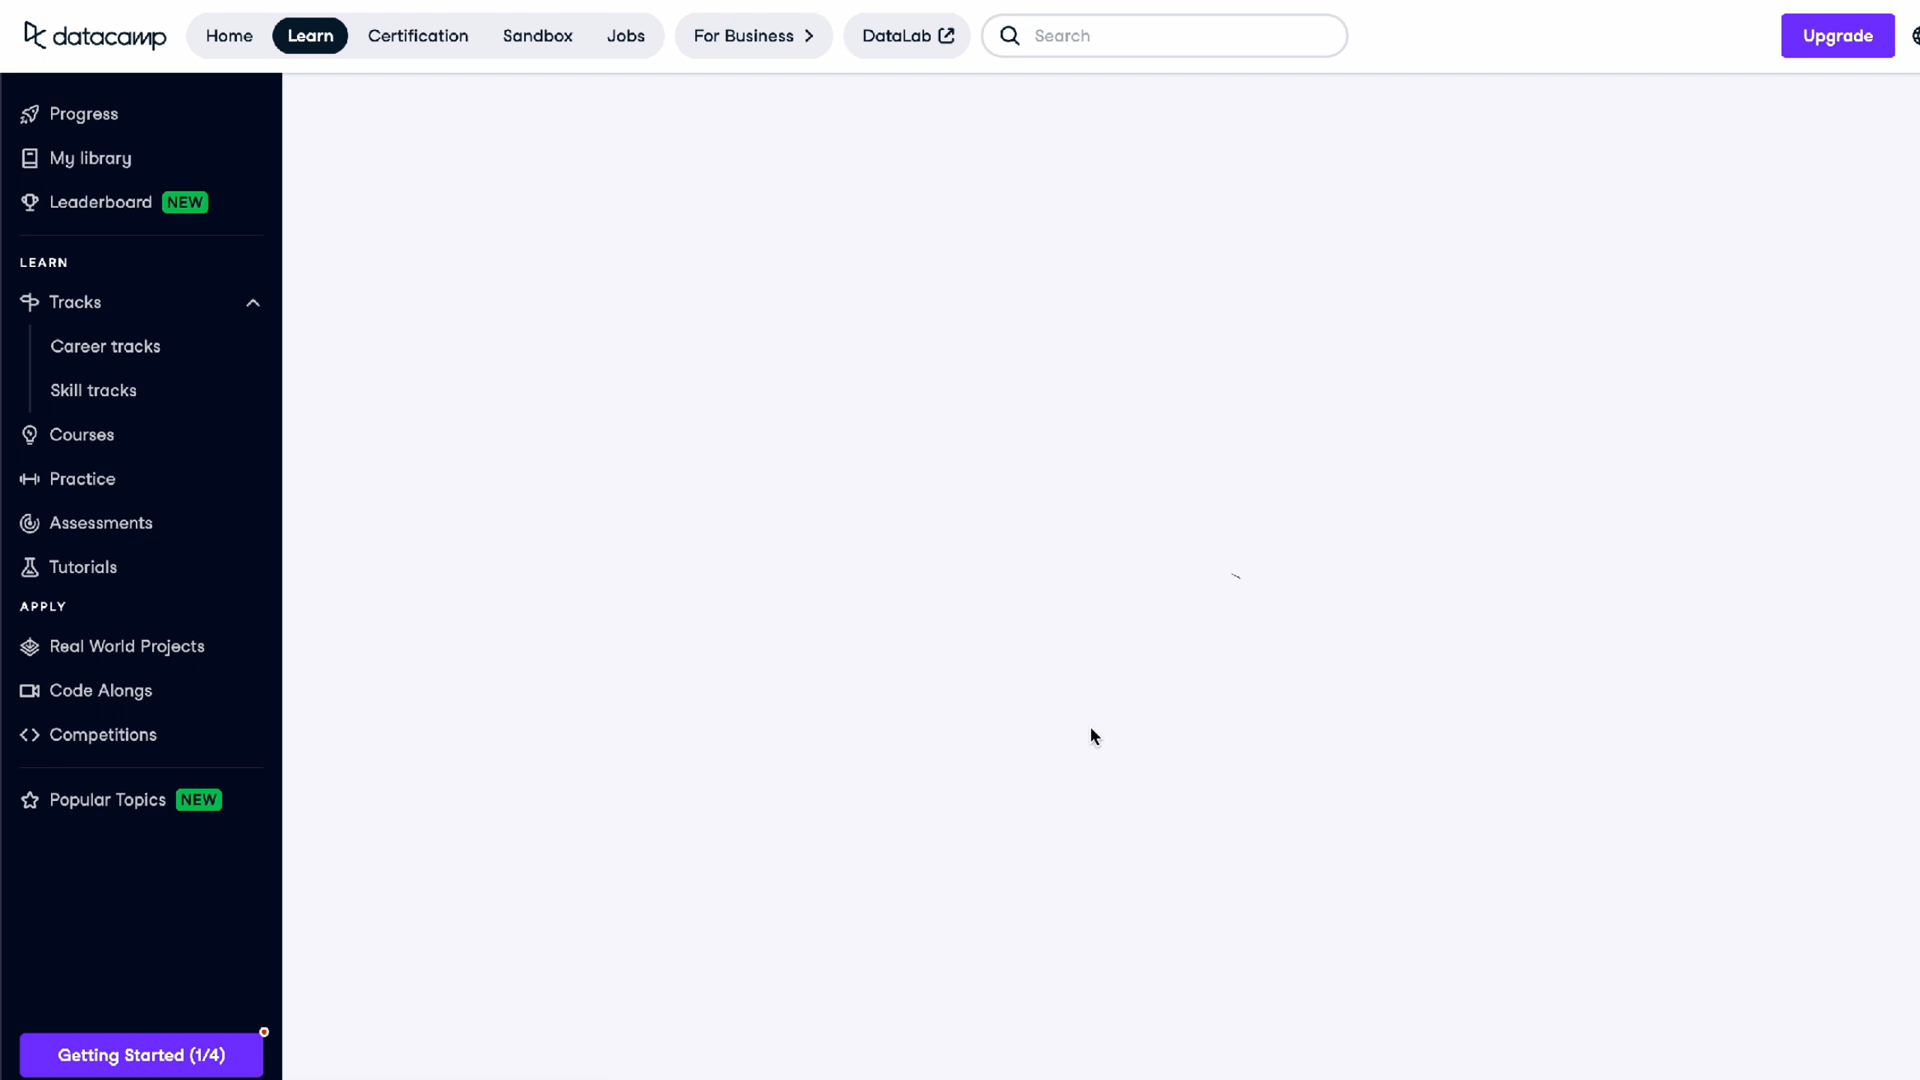 datacamp
Home Learn Certification Sandbox Jobs For Business DataLab Search Upgrade
Progress
My library
Leaderboard NEW
LEARN
Tracks
Career tracks
Skill tracks
Courses
Practice
Assessments
Tutorials
APPLY
Real World Projects
Code Alongs
Competitions
Popular Topics NEW
Getting Started (1/4)